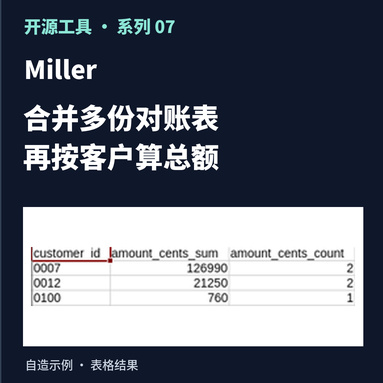 开源工具 · 系列 07
Miller
合并多份对账表
再按客户算总额
customer_id amount_cents_sum amount_cents_count
0007 126990 2
0012 21250 2
0100 760 1
自造示例 · 表格结果